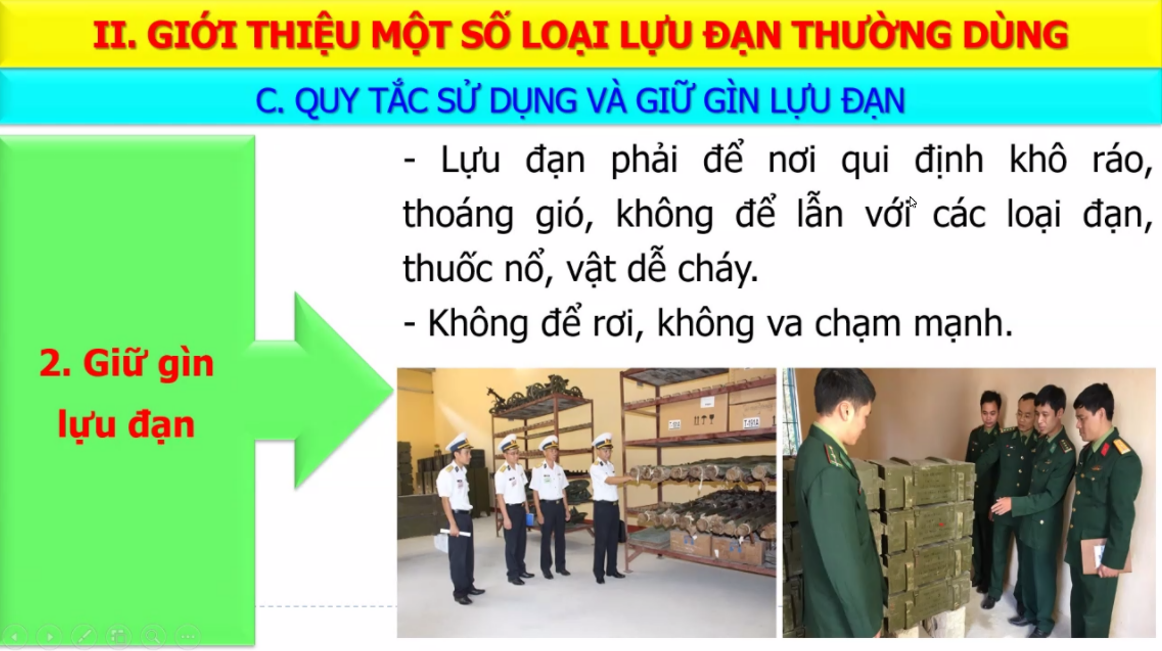 II. GIỚI THIỆU MỘT SỐ LOẠI LỰU ĐẠN THƯỜNG DÙNG
C. QUY TẮC SỬ DỤNG VÀ GIỮ GÌN LỰU ĐẠN
2. Giữ gìn
lựu đạn
- Lựu đạn phải để nơi qui định khô ráo,
thoáng gió, không để lẫn với các loại đạn,
thuốc nổ, vật dễ cháy.
- Không để rơi, không va chạm mạnh.